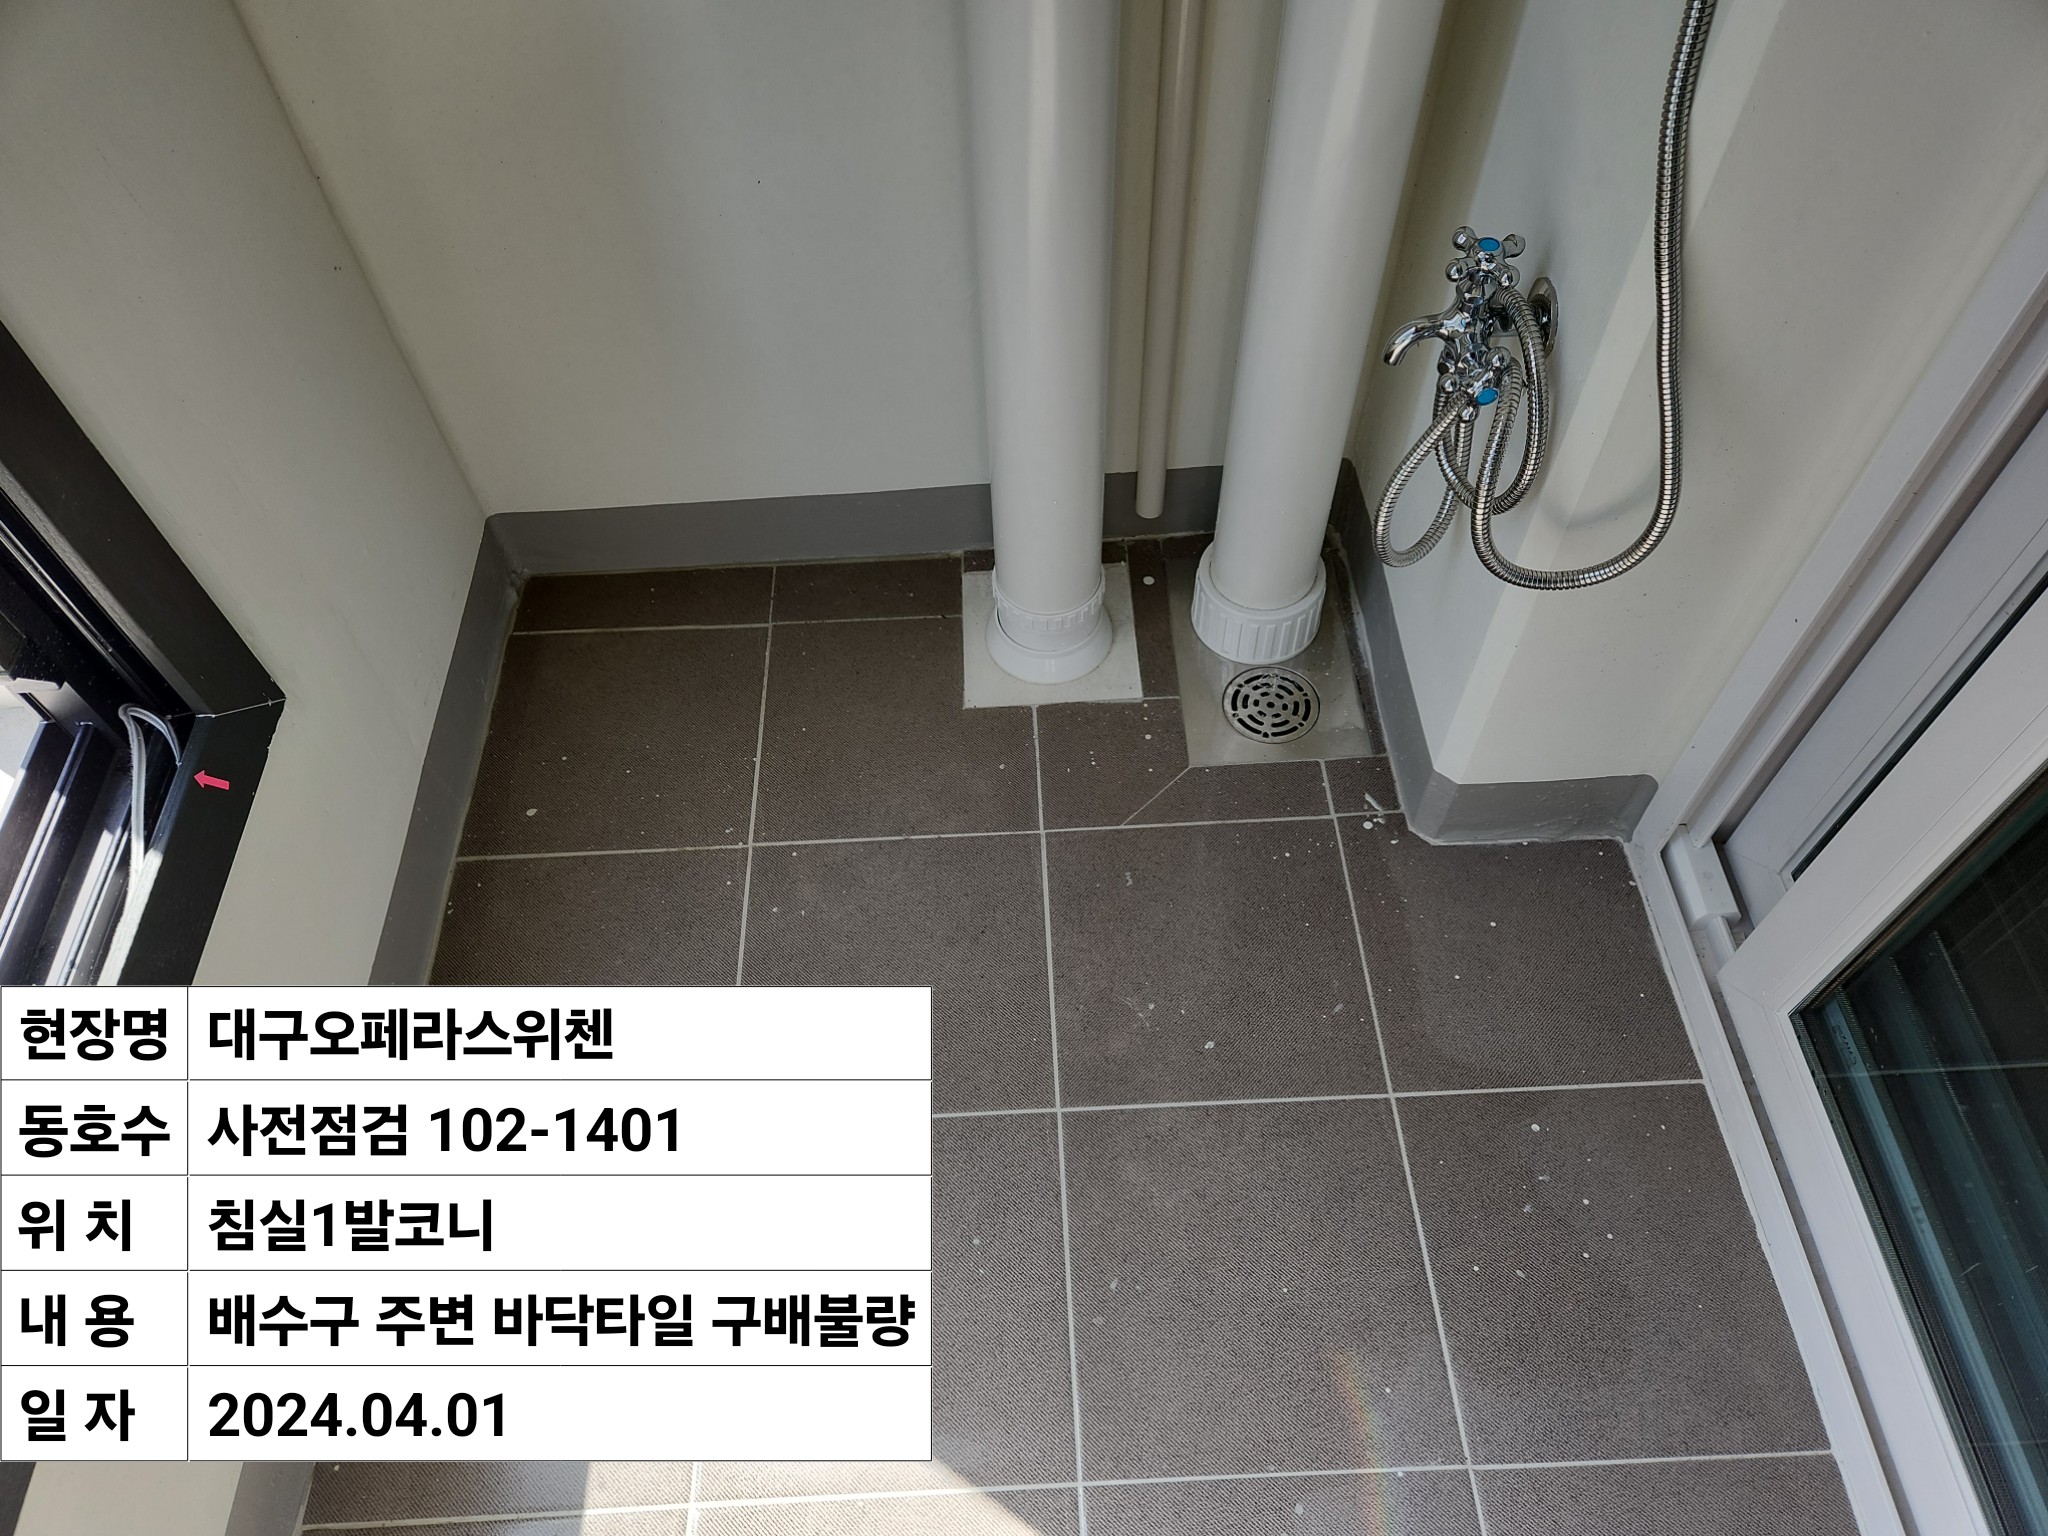 현장명 대구오페라스위첸
동호수 사전점검 102-1401
위 치 침실1발코니
내 용 배수구 주변 바닥타일 구배불량
일 자 2024.04.01